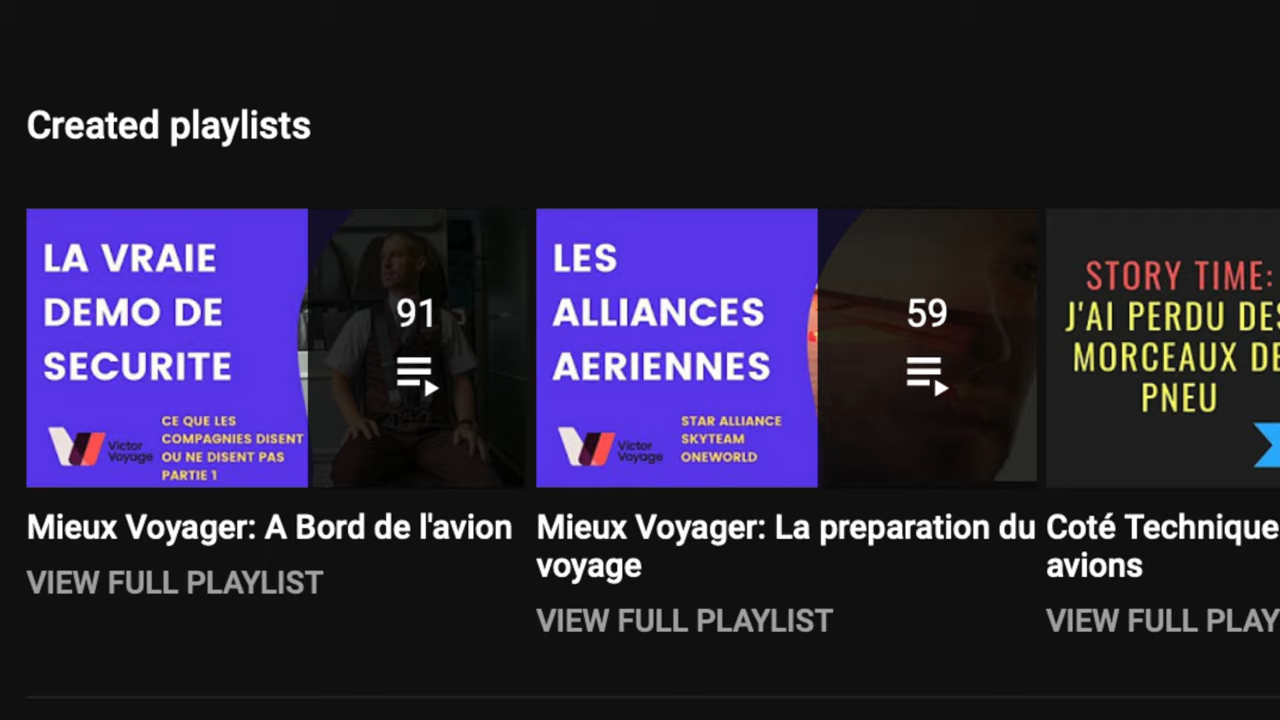 Created playlists
LA VRAIE
DEMO DE
SECURITE
CE QUE LES
COMPAGNIES DISENT
OU NE DISENT PAS
PARTIE 1
Victor
Voyage
91
Mieux Voyager: A Bord de l'avion
VIEW FULL PLAYLIST
LES
ALLIANCES
AERIENNES
STAR ALLIANCE
SKYTEAM
ONEWORLD
Victor
Voyage
59
Mieux Voyager: La preparation du
voyage
VIEW FULL PLAYLIST
STORY TIME:
J'AI PERDU DES
MORCEAUX DE
PNEU
Coté Technique
avions
VIEW FULL PLAY